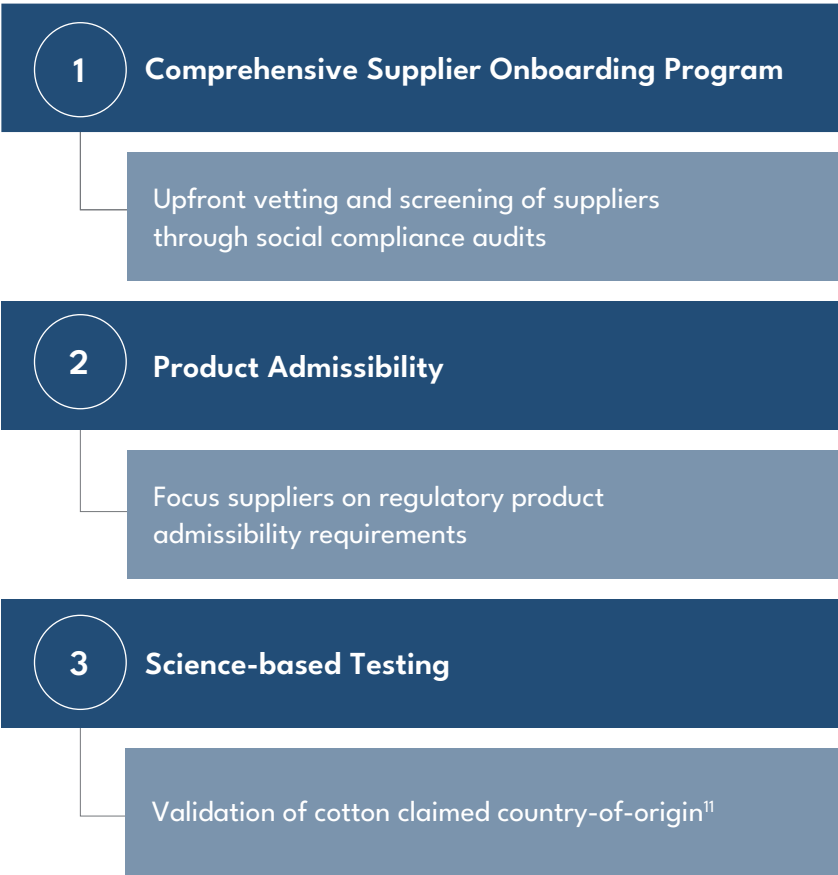 1
Comprehensive Supplier Onboarding Program
Upfront vetting and screening of suppliers
through social compliance audits
2
Product Admissibility
Focus suppliers on regulatory product
admissibility requirements
3
Science-based Testing
Validation of cotton claimed country-of-origin¹¹